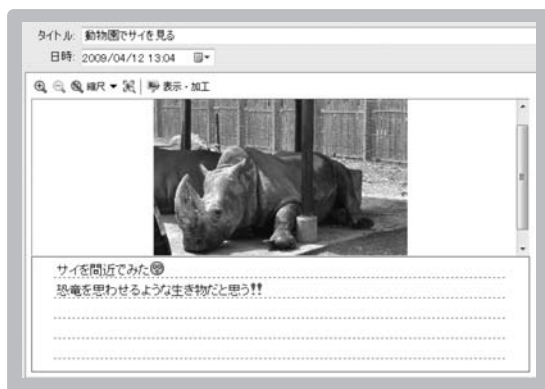 タイトル: 動物園でサイを見る
日時: 2009/04/12 13:04
縮尺 ▼ 表示・加工
サイを間近でみた
恐竜を思わせるような生き物だと思う!!